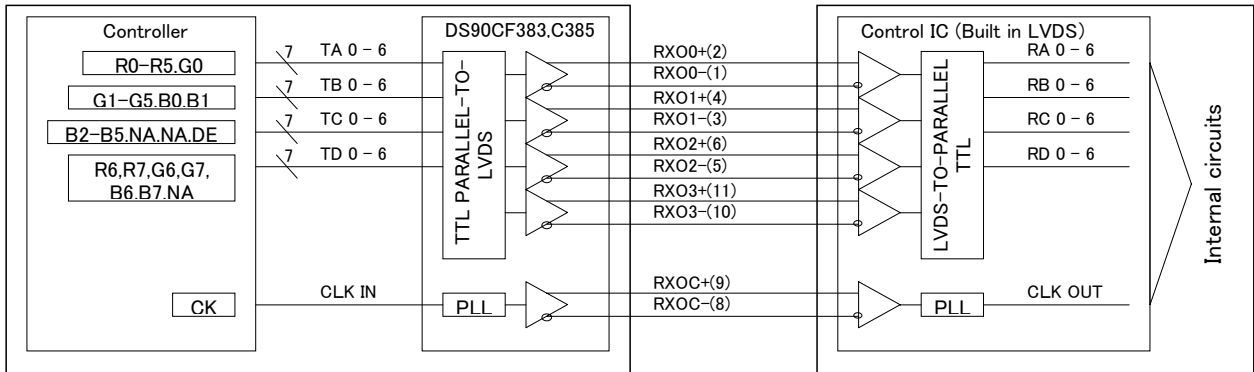 Controller
R0-R5.G0
G1-G5.B0.B1
B2-B5.NA.NA.DE
R6,R7,G6,G7,
B6.B7.NA
CK
7 TA 0 - 6
7 TB 0 - 6
7 TC 0 - 6
7 TD 0 - 6
CLK IN
DS90CF383,C385
TTL PARALLEL-TO-
LVDS
PLL
RXO0+(2)
RXO0-(1)
RXO1+(4)
RXO1-(3)
RXO2+(6)
RXO2-(5)
RXO3+(11)
RXO3-(10)
RXOC+(9)
RXOC-(8)
Control IC (Built in LVDS)
LVDS-TO-PARALLEL
TTL
PLL
RA 0 - 6
RB 0 - 6
RC 0 - 6
RD 0 - 6
CLK OUT
Internal circuits